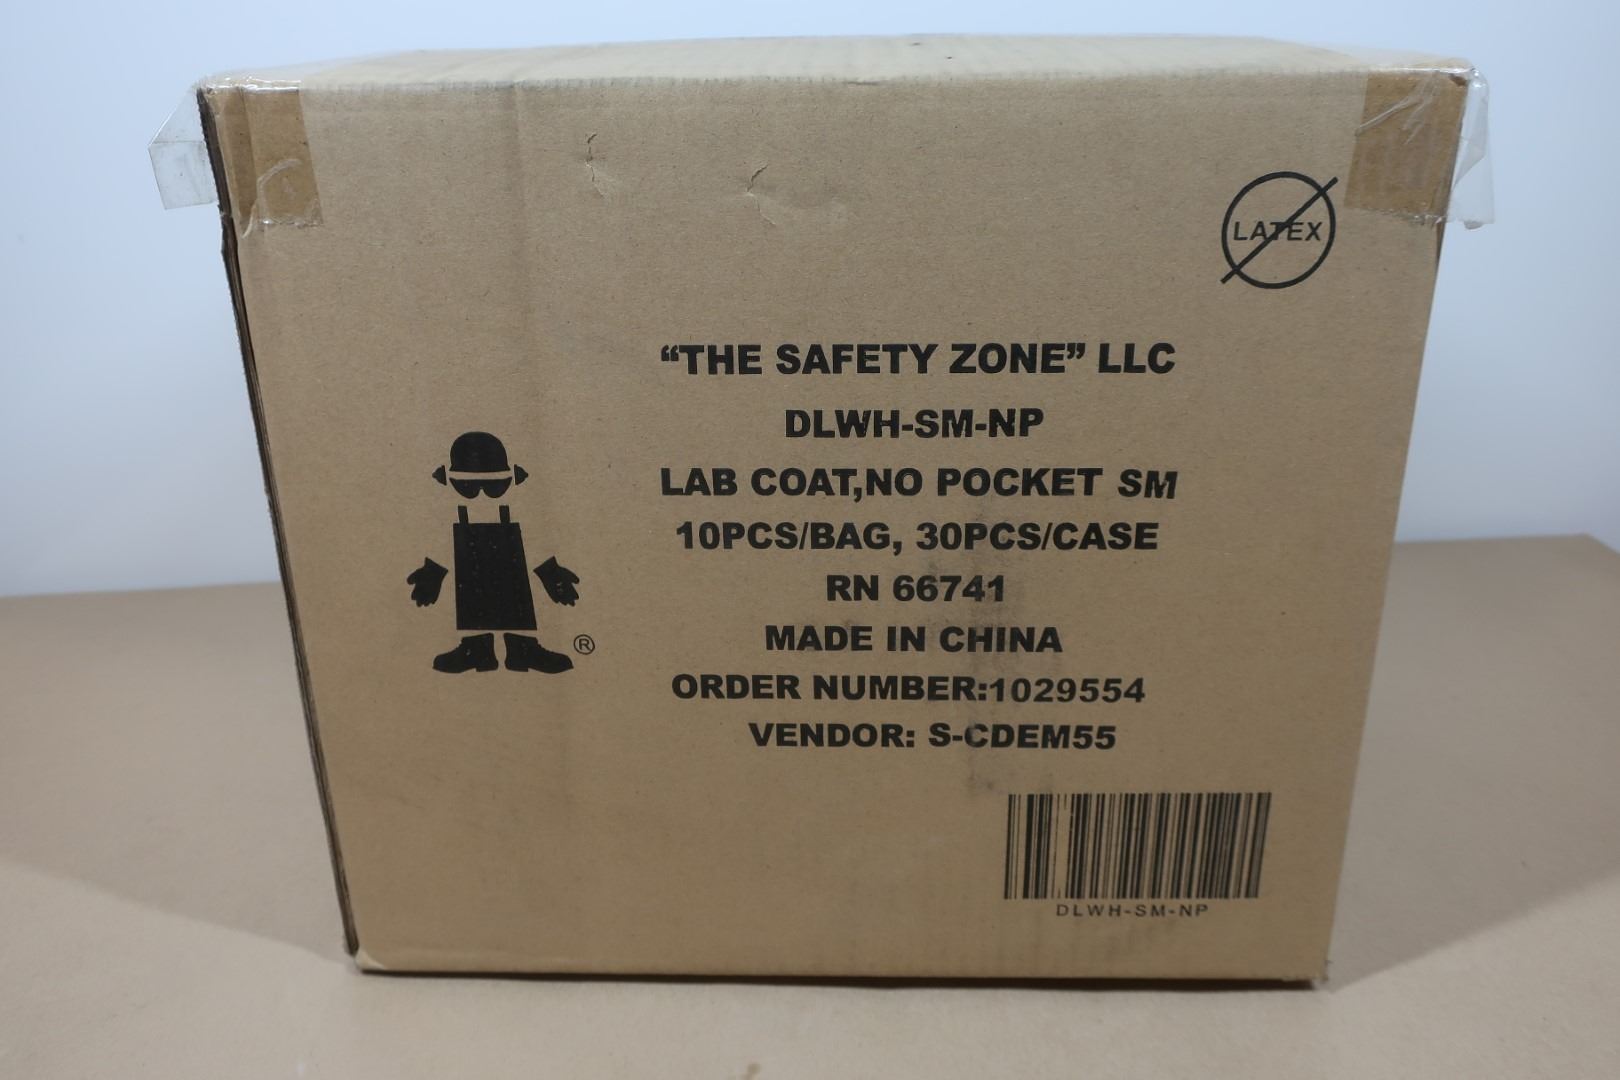 LATEX
“THE SAFETY ZONE” LLC
DLWH-SM-NP
LAB COAT,NO POCKET SM
10PCS/BAG, 30PCS/CASE
RN 66741
MADE IN CHINA
ORDER NUMBER:1029554
VENDOR: S-CDEM55
®
DLWH-SM-NP